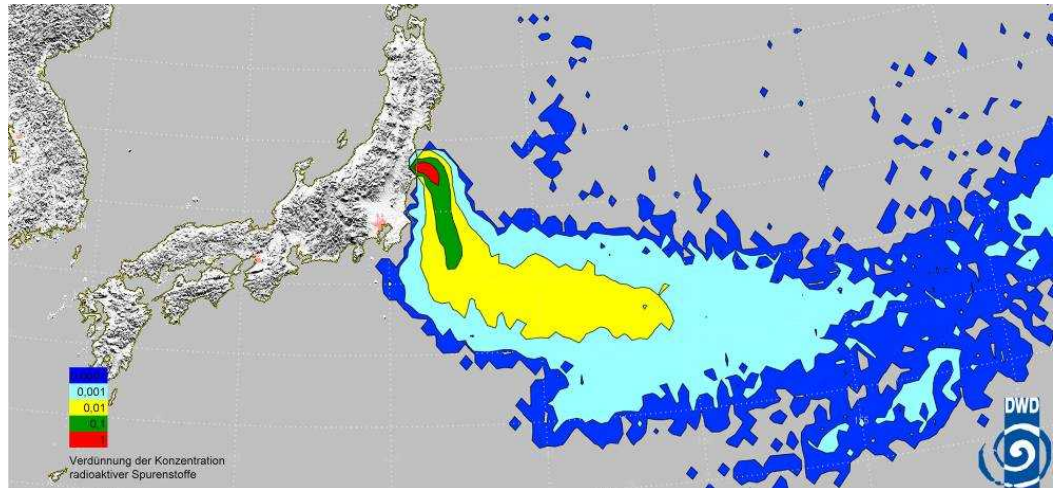 0,001
0,01
0,1
1
Verdünnung der Konzentration
radioaktiver Spurenstoffe
DWD